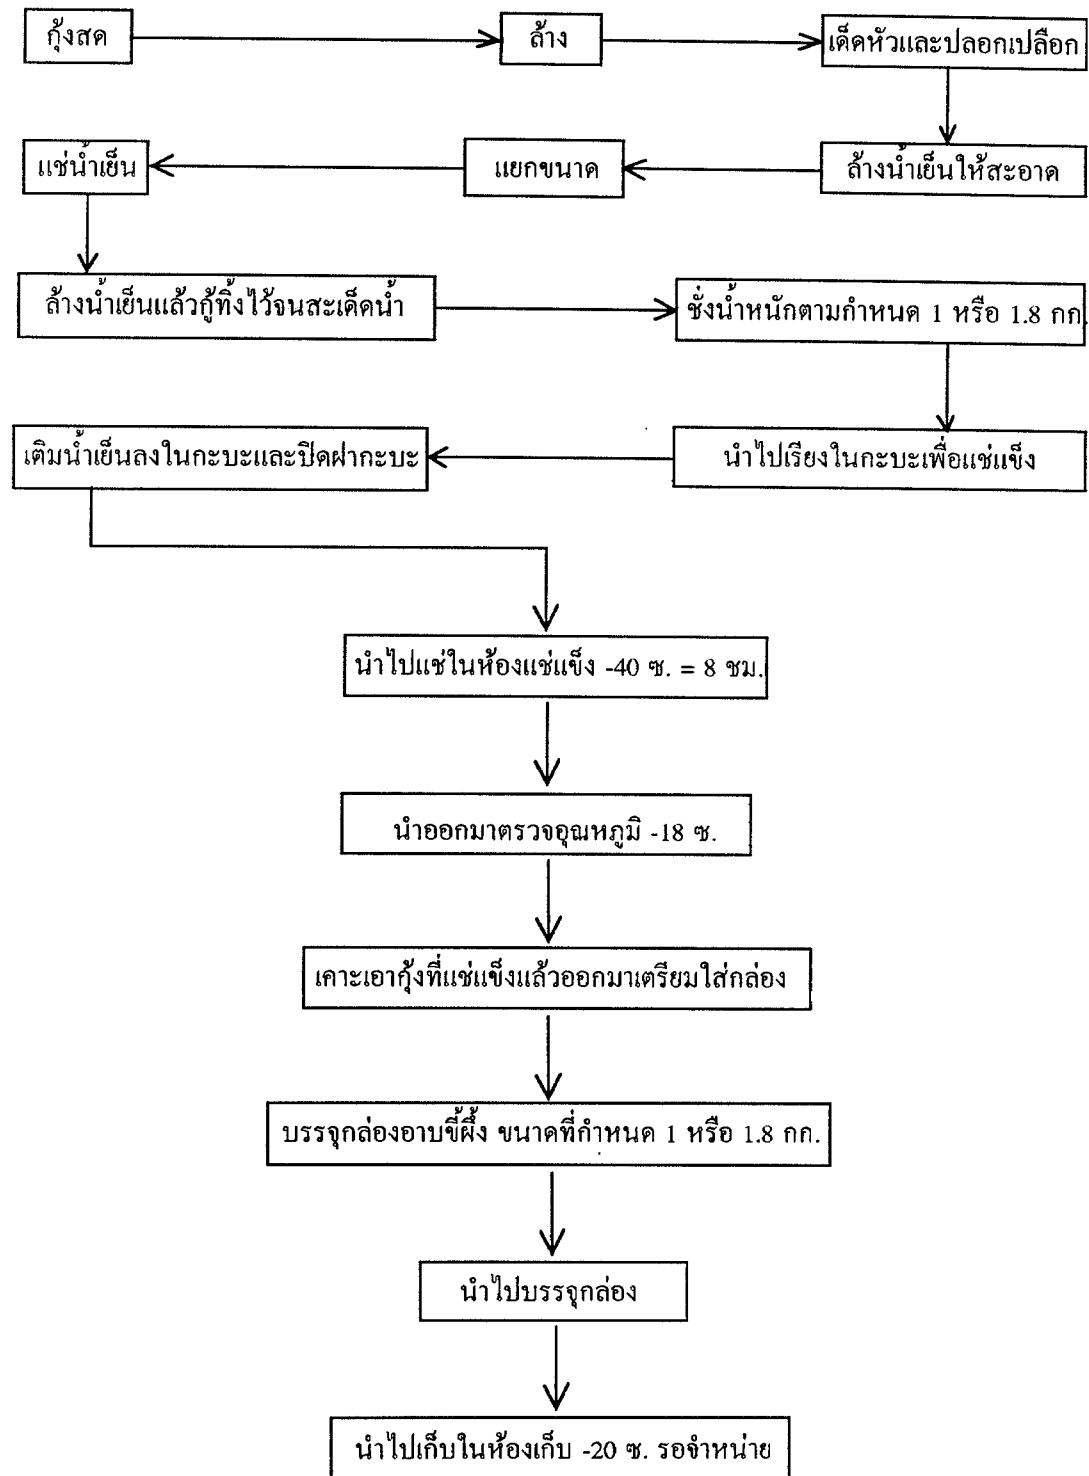 กุ้งสด
ล้าง
เด็ดหัวและปลอกเปลือก
ล้างน้ำเย็นให้สะอาด
แยกขนาด
แช่น้ำเย็น
ล้างน้ำเย็นแล้วกู้ทิ้งไว้จนสะเด็ดน้ำ
ชั่งน้ำหนักตามกำหนด 1 หรือ 1.8 กก.
นำไปเรียงในกะบะเพื่อแช่แข็ง
เติมน้ำเย็นลงในกะบะและปิดฝากะบะ
นำไปแช่ในห้องแช่แข็ง -40 ซ. = 8 ชม.
นำออกมาตรวจอุณหภูมิ -18 ซ.
เคาะเอากุ้งที่แช่แข็งแล้วออกมาเตรียมใส่กล่อง
บรรจุกล่องอาบขี้ผึ้ง ขนาดที่กำหนด 1 หรือ 1.8 กก.
นำไปบรรจุกล่อง
นำไปเก็บในห้องเก็บ -20 ซ. รอจำหน่าย